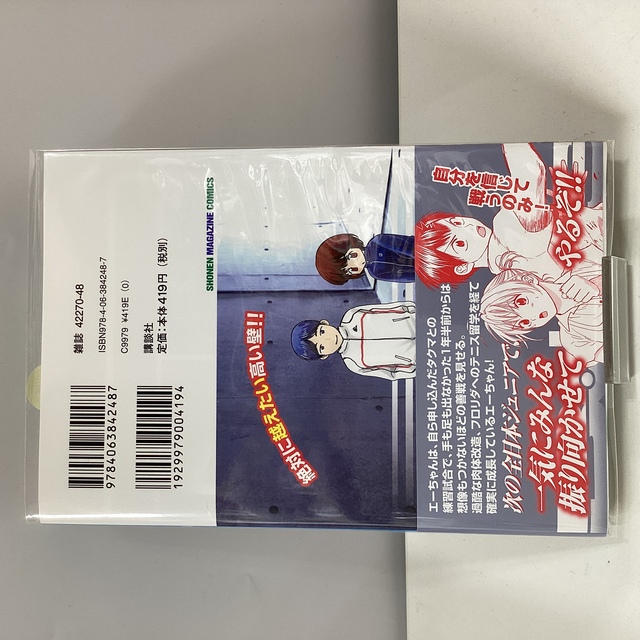 雑誌 42270-48
ISBN978-4-06-384248-7
C9979 ¥419E (0)
講談社
定価:本体419円(税別)
9784063842487
1929979004194
SHONEN MAGAZINE COMICS
絶対に越えたい高い壁!!
自分を信じて
戦うのみ!
やるぞ!!
エーちゃんは、自ら申し込んだタクマとの
練習試合で、手も足も出なかった1年半前からは
想像もつかないほどの善戦を見せる。
過酷な肉体改造、フロリダへのテニス留学を経て
確実に成長しているエーちゃん!
次の全日本ジュニアで、
一気にみんな
振り向かせて